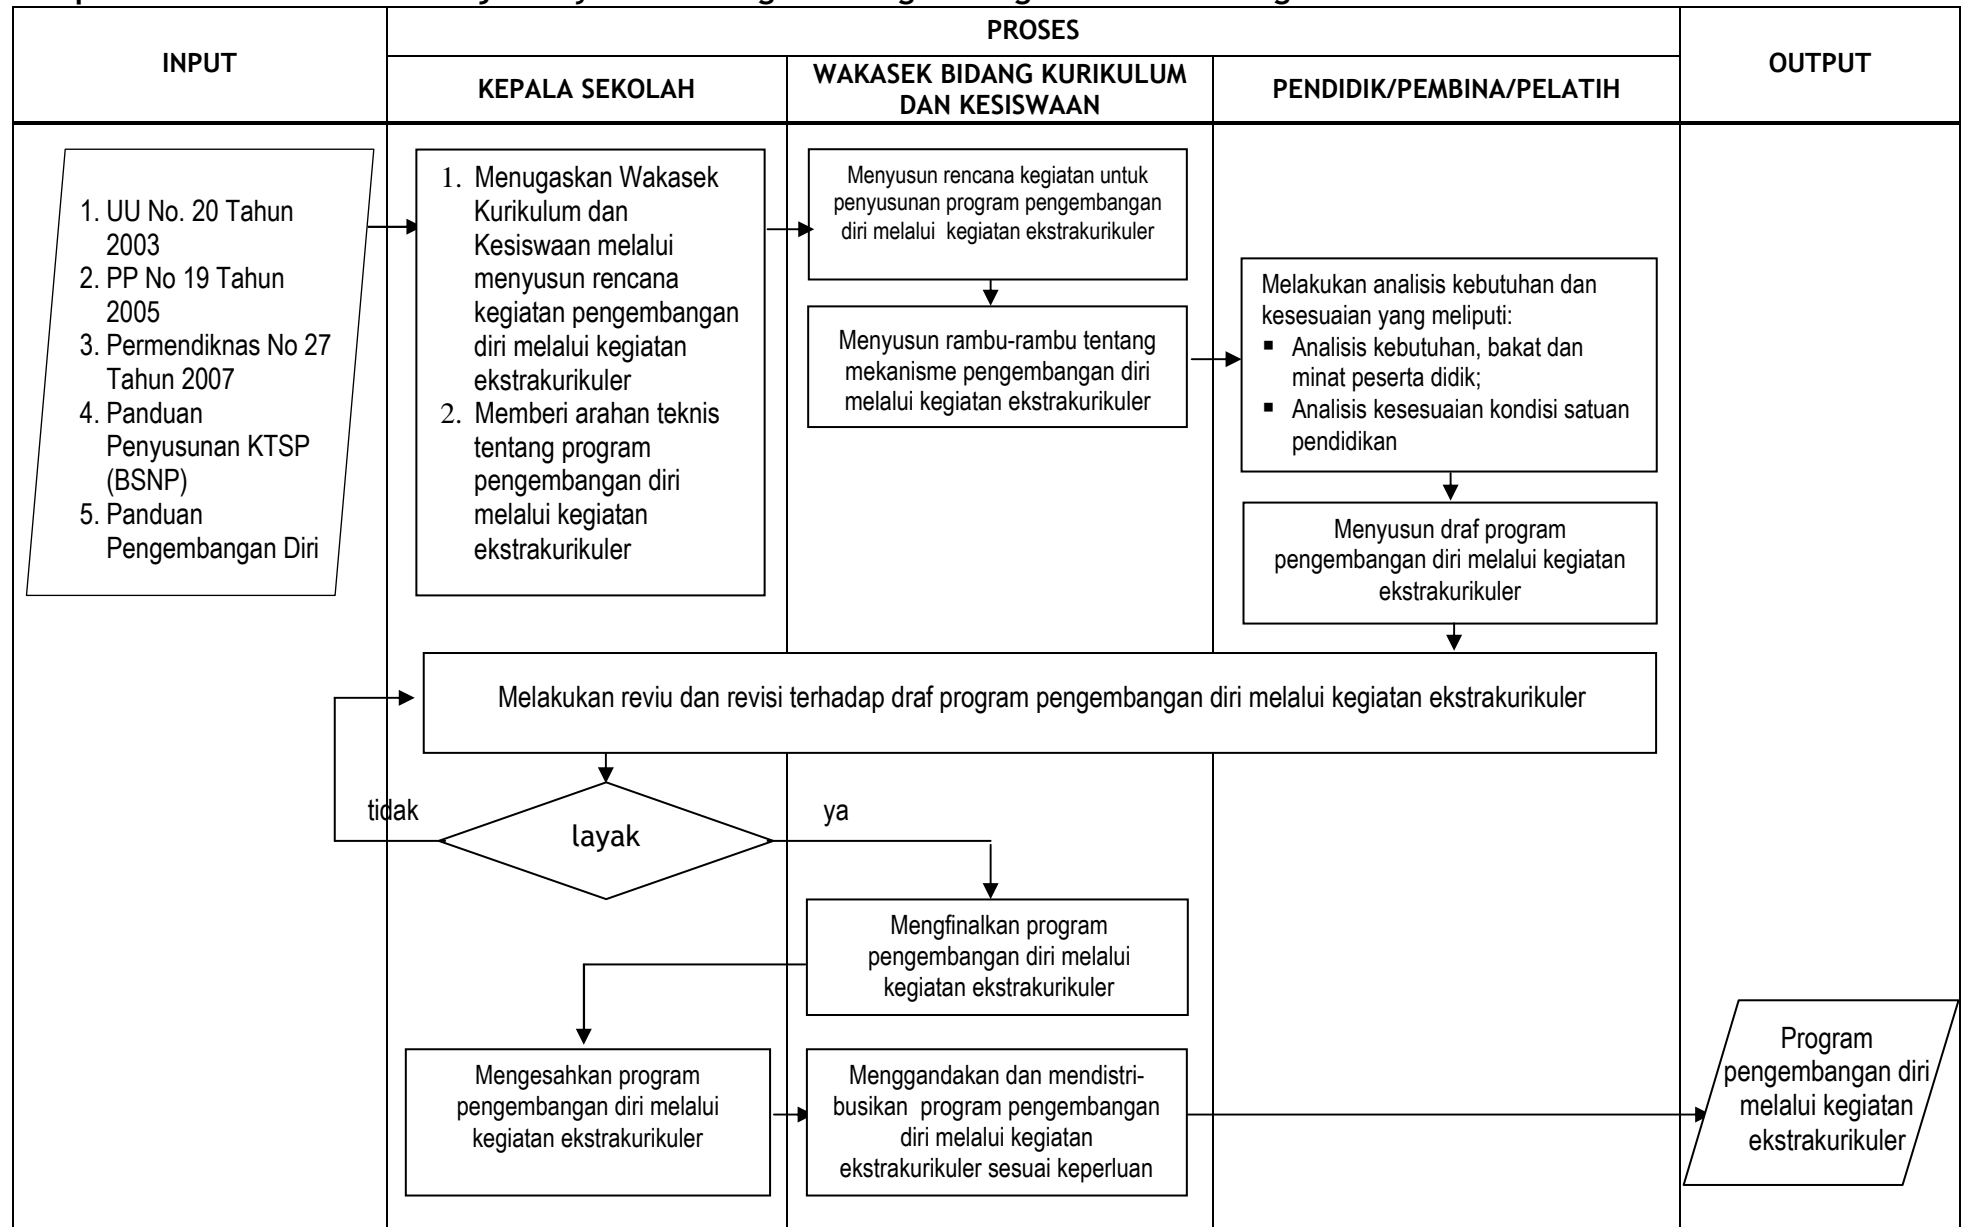 PROSES
INPUT
OUTPUT
KEPALA SEKOLAH
WAKASEK BIDANG KURIKULUM
DAN KESISWAAN
PENDIDIK/PEMBINA/PELATIH
1. UU No. 20 Tahun
2003
2. PP No 19 Tahun
2005
3. Permendiknas No 27
Tahun 2007
4. Panduan
Penyusunan KTSP
(BSNP)
5. Panduan
Pengembangan Diri
1. Menugaskan Wakasek
Kurikulum dan
Kesiswaan melalui
menyusun rencana
kegiatan pengembangan
diri melalui kegiatan
ekstrakurikuler
2. Memberi arahan teknis
tentang program
pengembangan diri
melalui kegiatan
ekstrakurikuler
Menyusun rencana kegiatan untuk
penyusunan program pengembangan
diri melalui kegiatan ekstrakurikuler
Menyusun rambu-rambu tentang
mekanisme pengembangan diri
melalui kegiatan ekstrakurikuler
Melakukan analisis kebutuhan dan
kesesuaian yang meliputi:
▪ Analisis kebutuhan, bakat dan
minat peserta didik;
▪ Analisis kesesuaian kondisi satuan
pendidikan
Menyusun draf program
pengembangan diri melalui kegiatan
ekstrakurikuler
Melakukan reviu dan revisi terhadap draf program pengembangan diri melalui kegiatan ekstrakurikuler
tidak
layak
ya
Mengfinalkan program
pengembangan diri melalui
kegiatan ekstrakurikuler
Mengesahkan program
pengembangan diri melalui
kegiatan ekstrakurikuler
Menggandakan dan mendistri-
busikan program pengembangan
diri melalui kegiatan
ekstrakurikuler sesuai keperluan
Program
pengembangan diri
melalui kegiatan
ekstrakurikuler